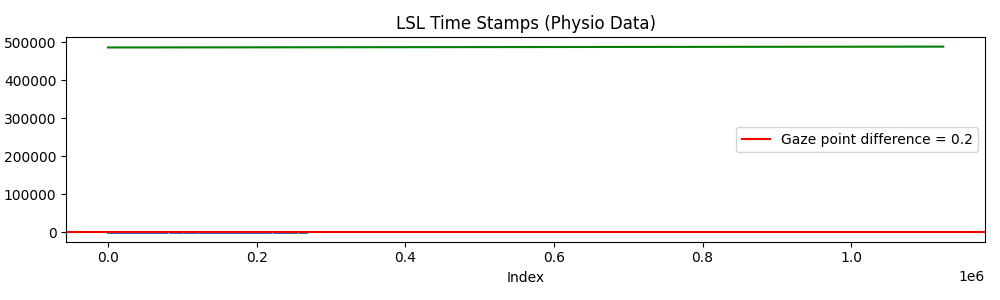 LSL Time Stamps (Physio Data)
500000
400000
300000
200000
100000
0
Gaze point difference = 0.2
0.0 0.2 0.4 0.6 0.8 1.0
1e6
Index